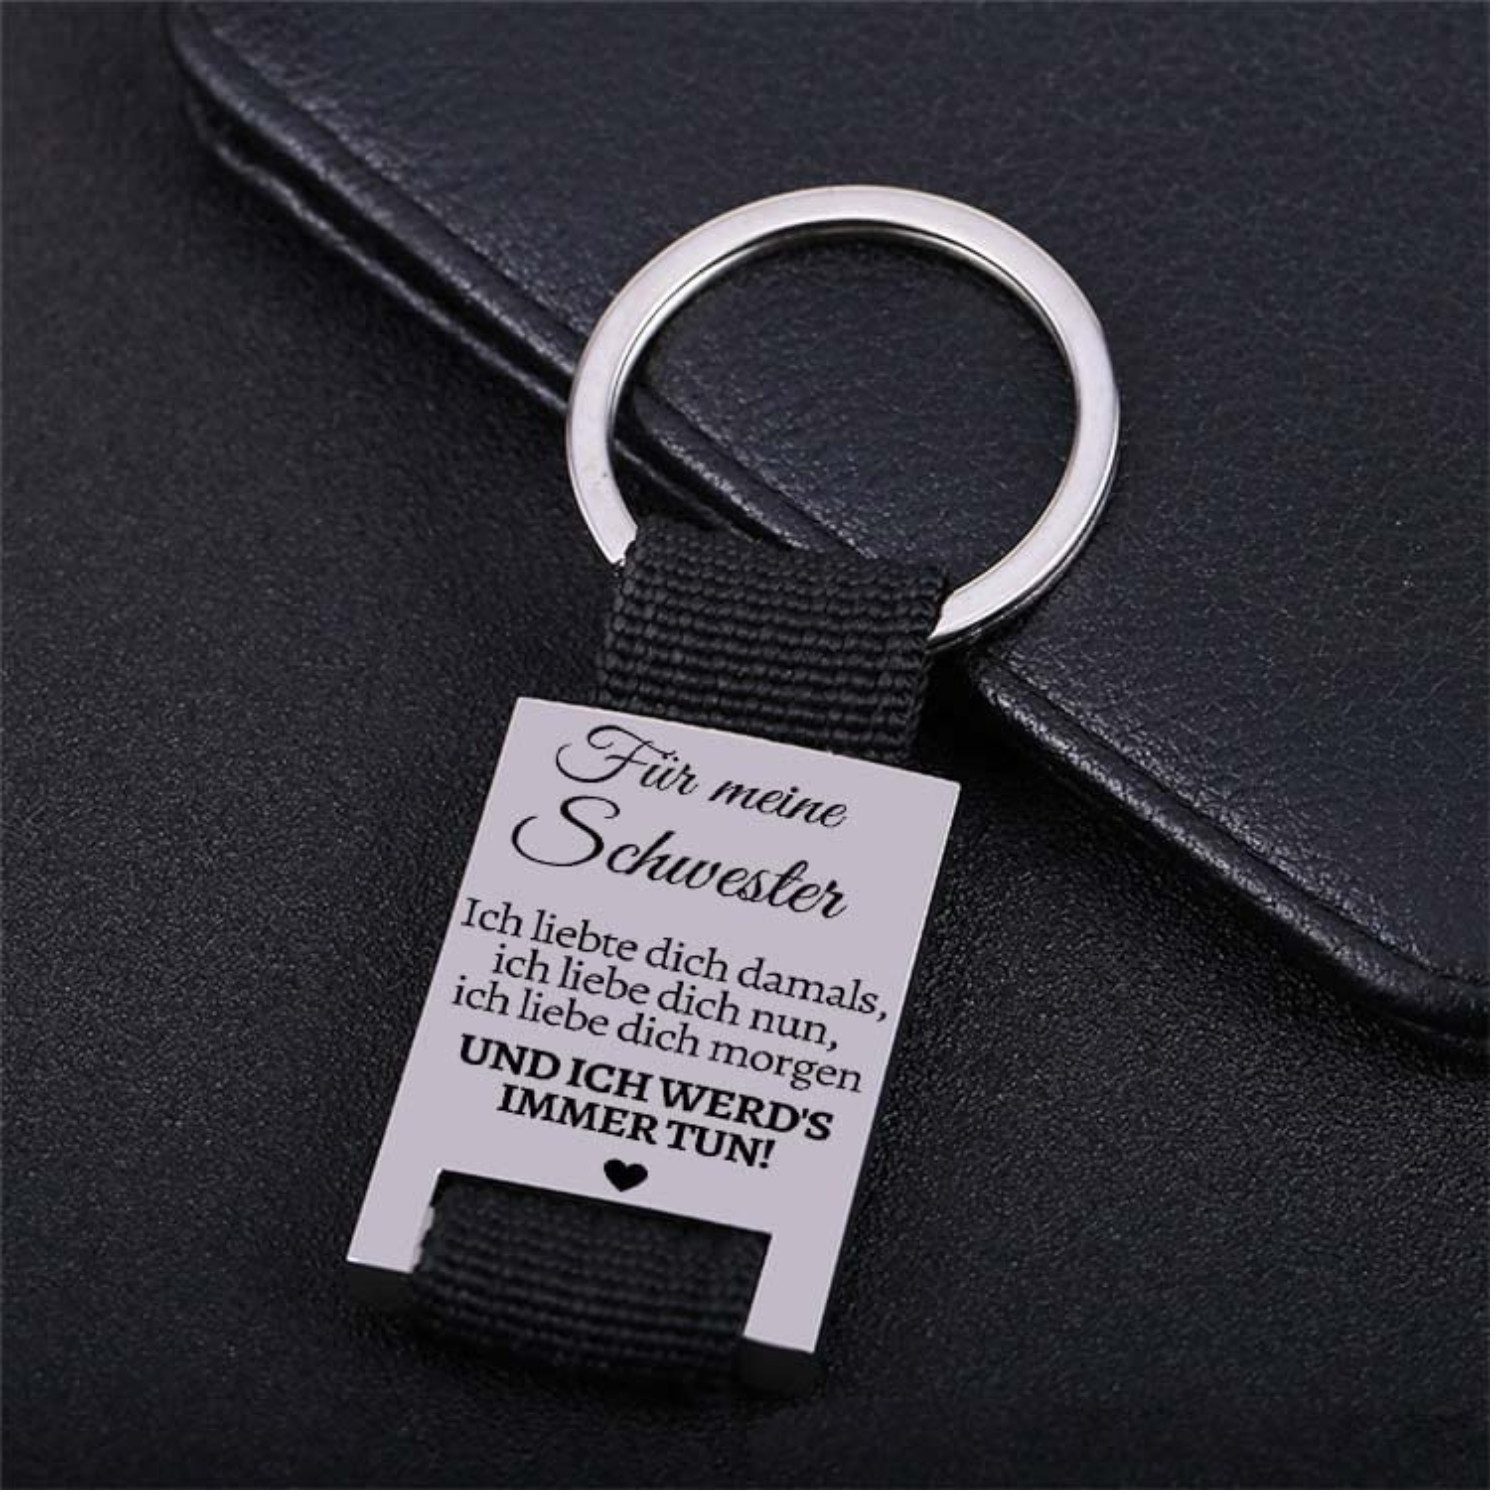 Für meine
Schwester
Ich liebte dich damals,
ich liebe dich nun,
ich liebe dich morgen
UND ICH WERD'S
IMMER TUN!